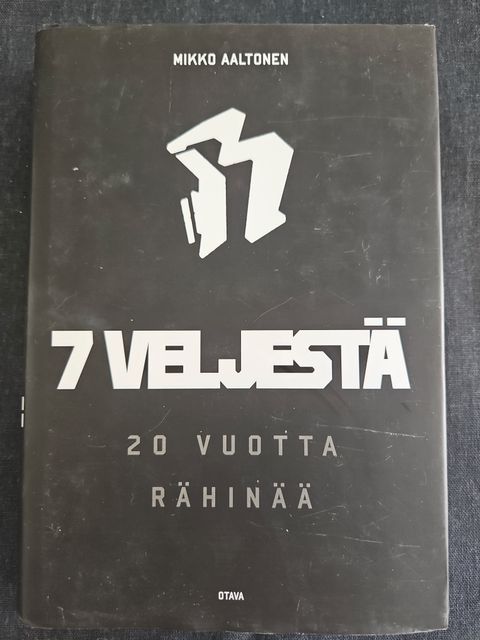 MIKKO AALTONEN
7 VELJESTÄ
20 VUOTTA
RÄHINÄÄ
OTAVA